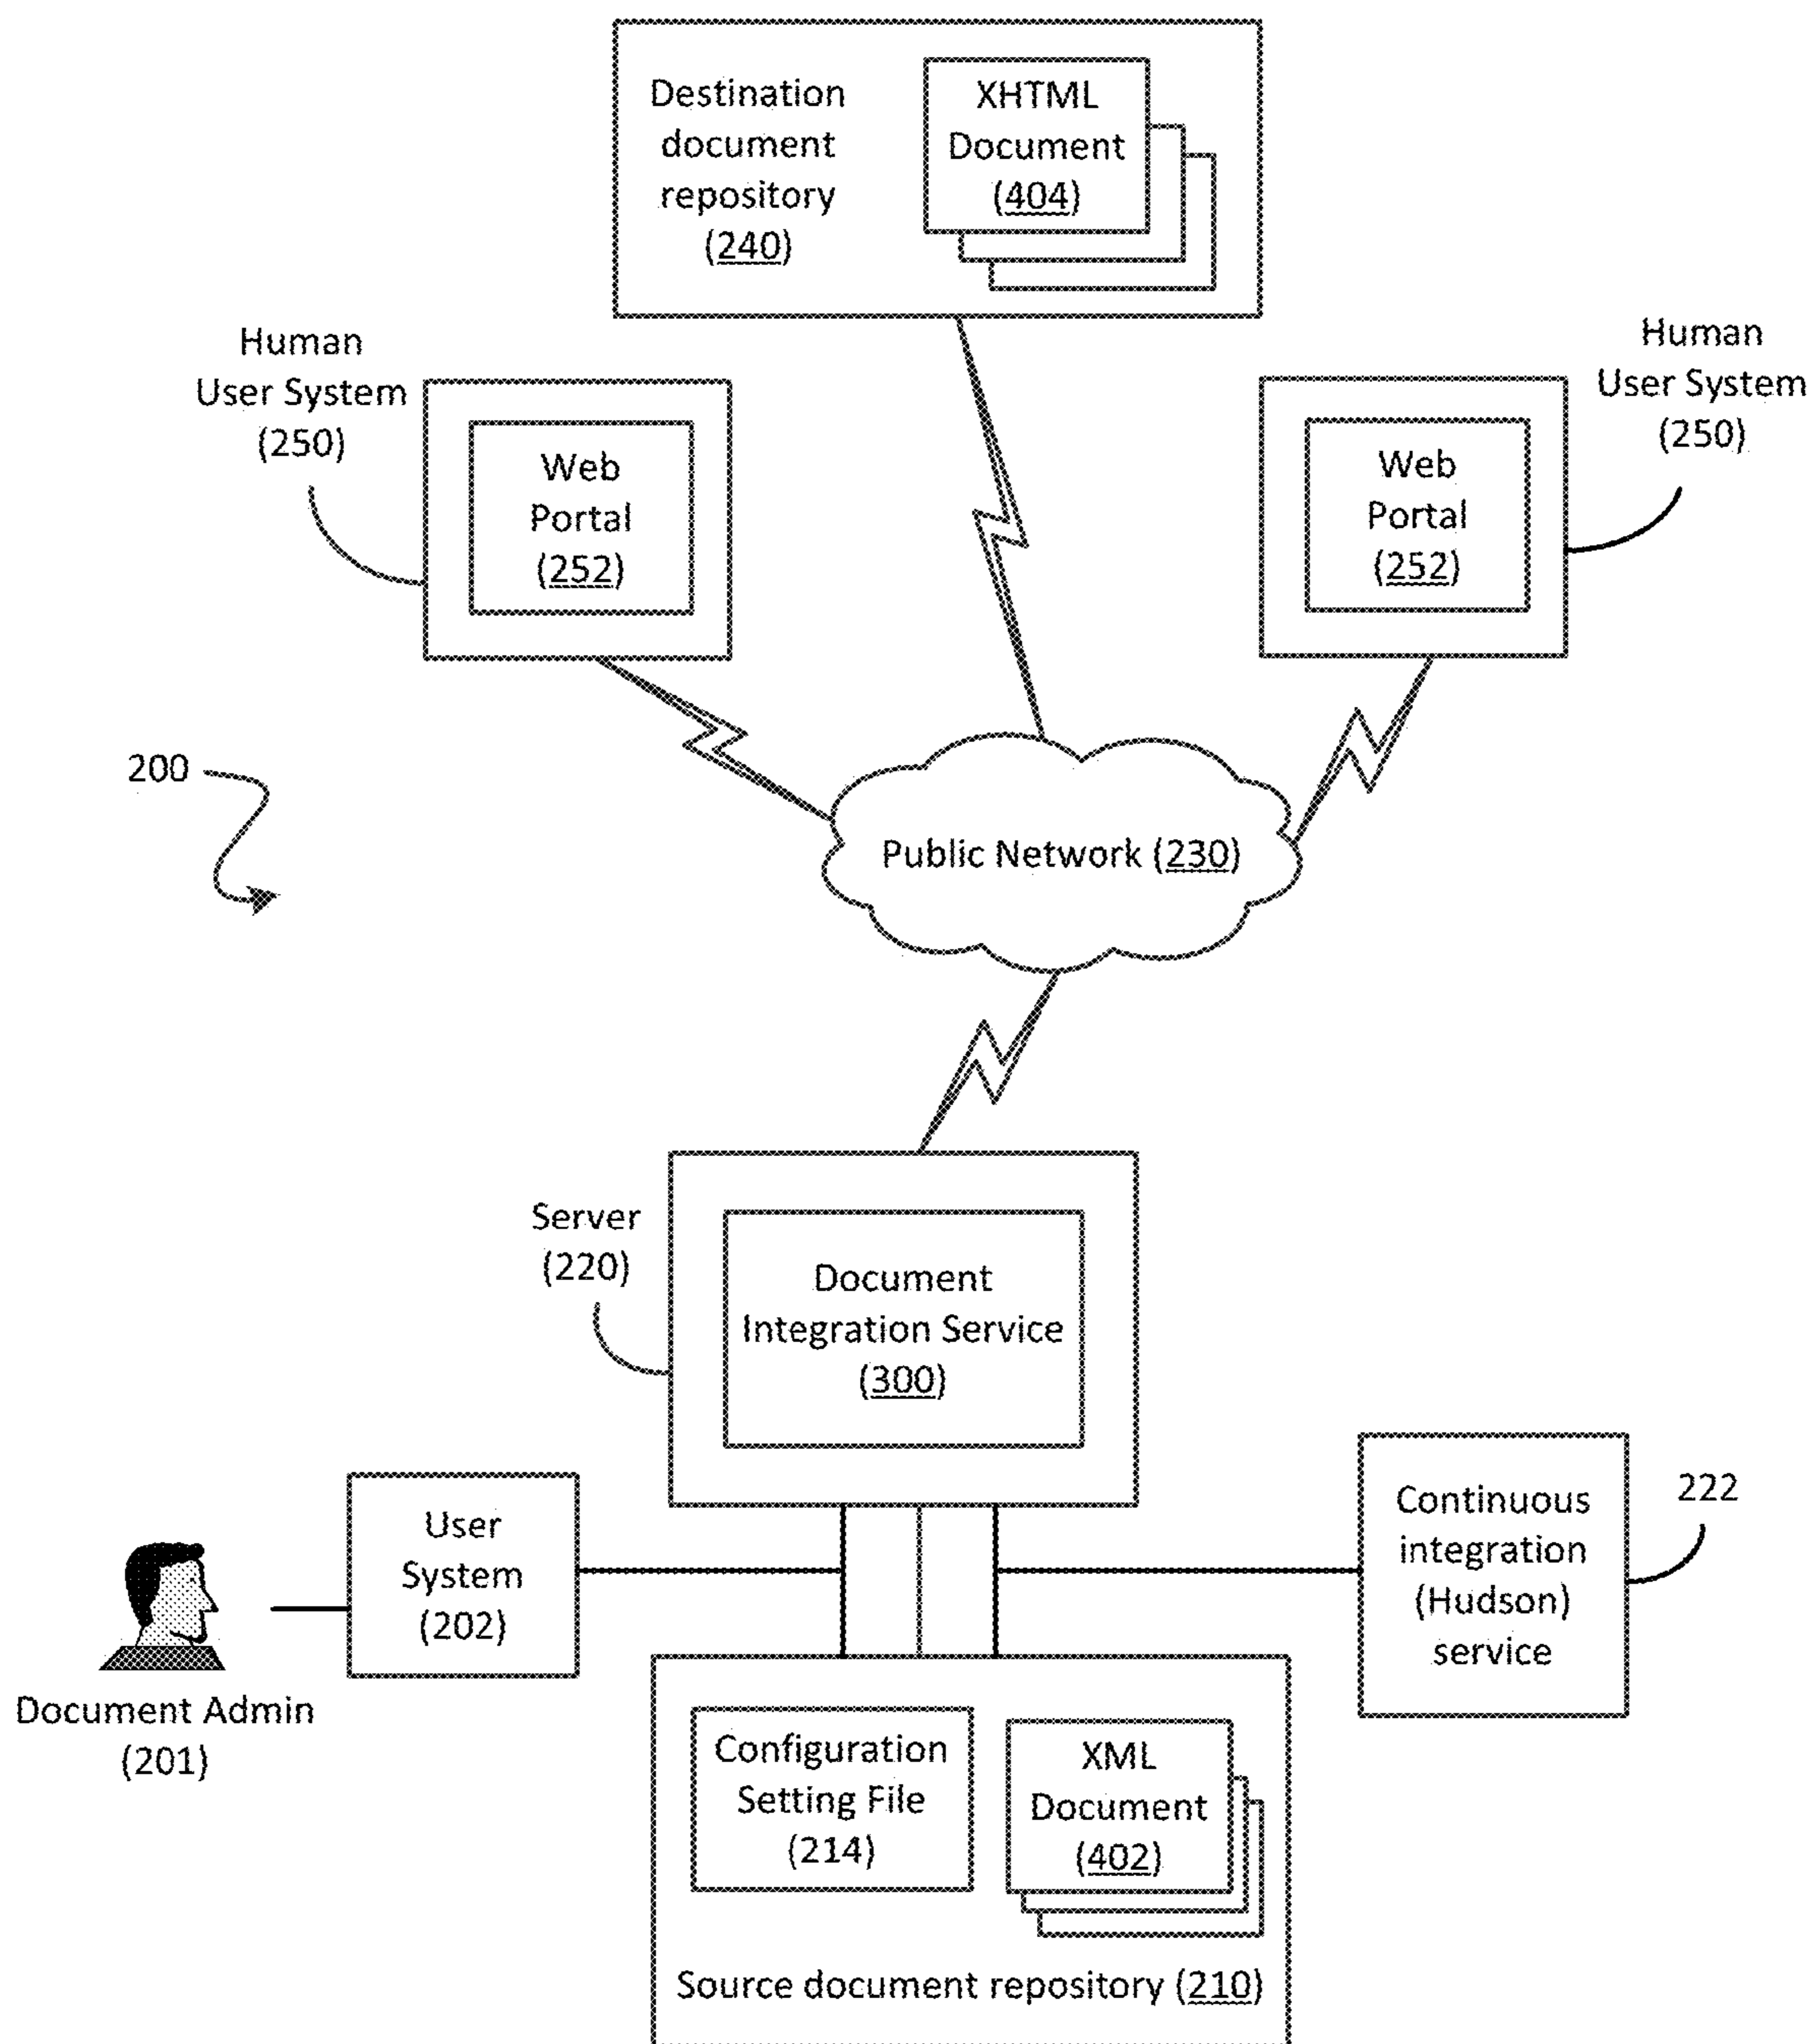 Destination
document
repository
(240)
XHTML
Document
(404)
Human
User System
(250)
Web
Portal
(252)
Human
User System
(250)
Web
Portal
(252)
200
Public Network (230)
Server
(220)
Document
Integration Service
(300)
User
System
(202)
Document Admin
(201)
Continuous
integration
(Hudson)
service
222
Configuration
Setting File
(214)
XML
Document
(402)
Source document repository (210)